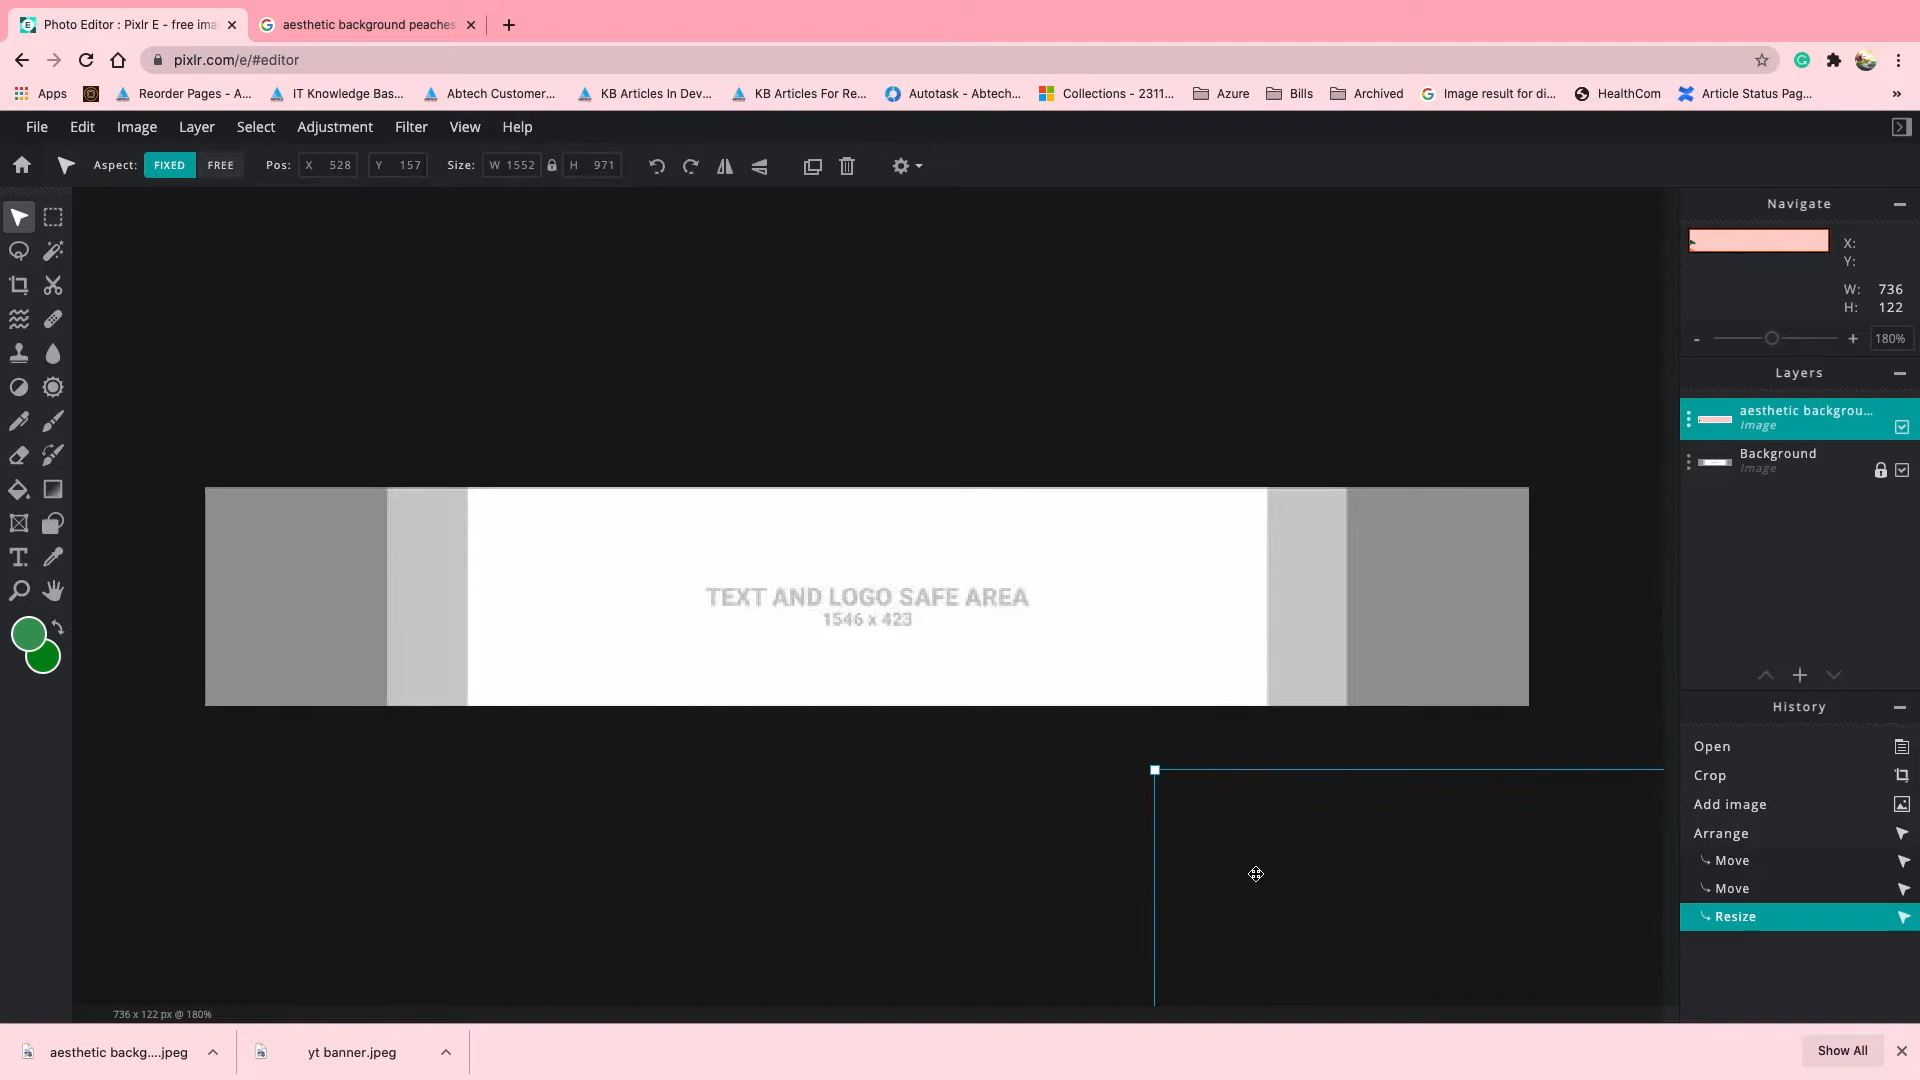 Photo Editor : Pixlr E - free ima
aesthetic background peaches
pixlr.com/e/#editor
Apps
Reorder Pages - A...
IT Knowledge Bas...
Abtech Customer...
KB Articles In Dev...
KB Articles For Re...
Autotask - Abtech...
Collections - 2311...
Azure
Bills
Archived
Image result for di...
HealthCom
Article Status Pag...
»
File Edit Image Layer Select Adjustment Filter View Help
Aspect: FIXED FREE Pos: X 528 Y 157 Size: W 1552 H 971
Navigate
X:
Y:
W: 736
H: 122
- + 180%
Layers
aesthetic backgrou...
Image
Background
Image
TEXT AND LOGO SAFE AREA
1546 x 423
History
Open
Crop
Add image
Arrange
Move
Move
Resize
736 x 122 px @ 180%
aesthetic backg....jpeg
yt banner.jpeg
Show All